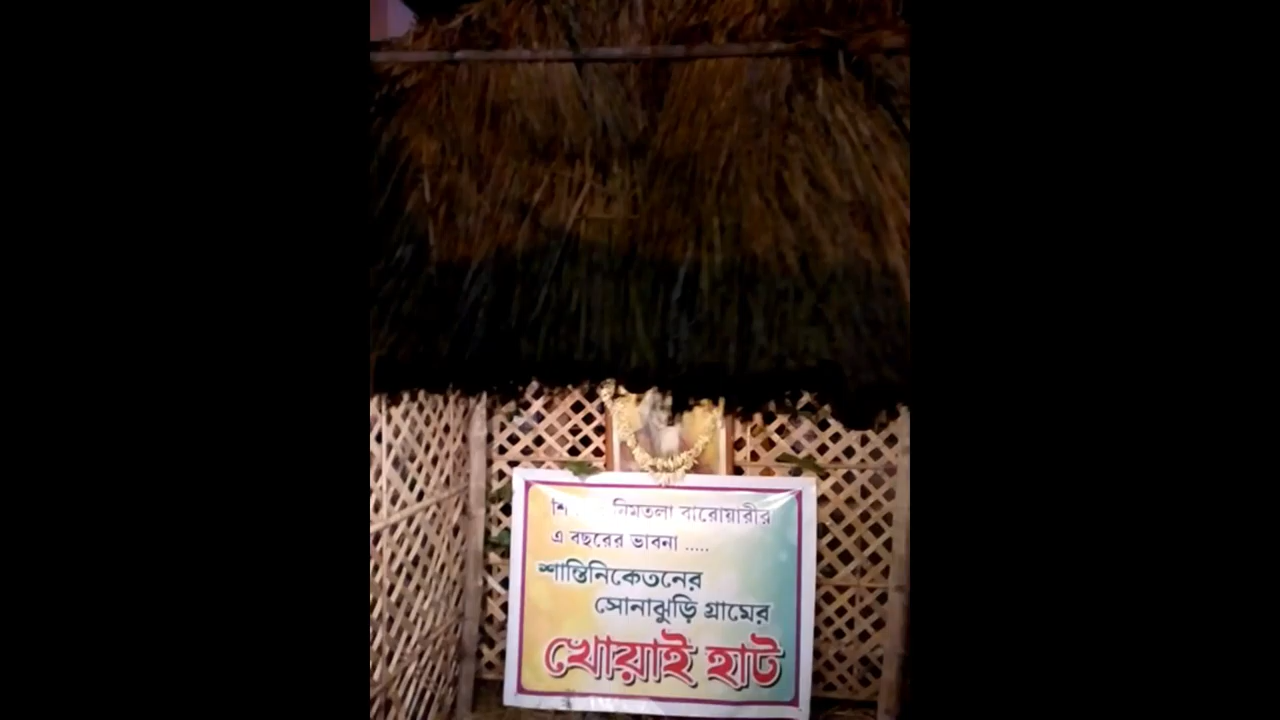 নিমতলা বারোয়ারীর
এ বছরের ভাবনা .....
শান্তিনিকেতনের
সোনাঝুড়ি গ্রামের
খোয়াই হাট